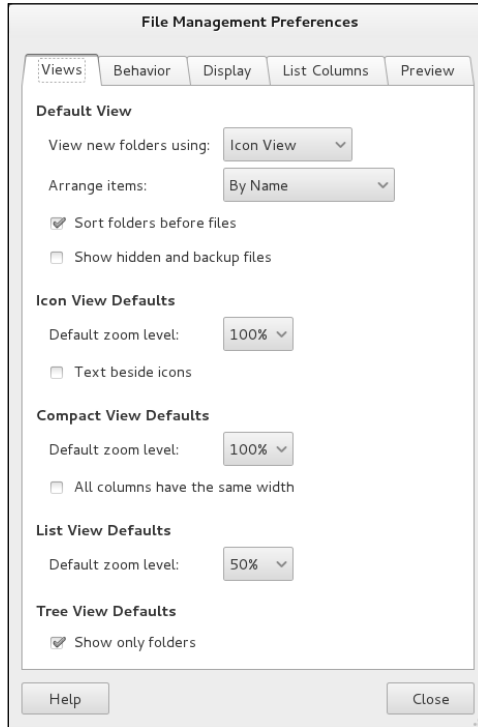 File Management Preferences
Views Behavior Display List Columns Preview
Default View
View new folders using: Icon View
Arrange items: By Name
Sort folders before files
Show hidden and backup files
Icon View Defaults
Default zoom level: 100%
Text beside icons
Compact View Defaults
Default zoom level: 100%
All columns have the same width
List View Defaults
Default zoom level: 50%
Tree View Defaults
Show only folders
Help Close